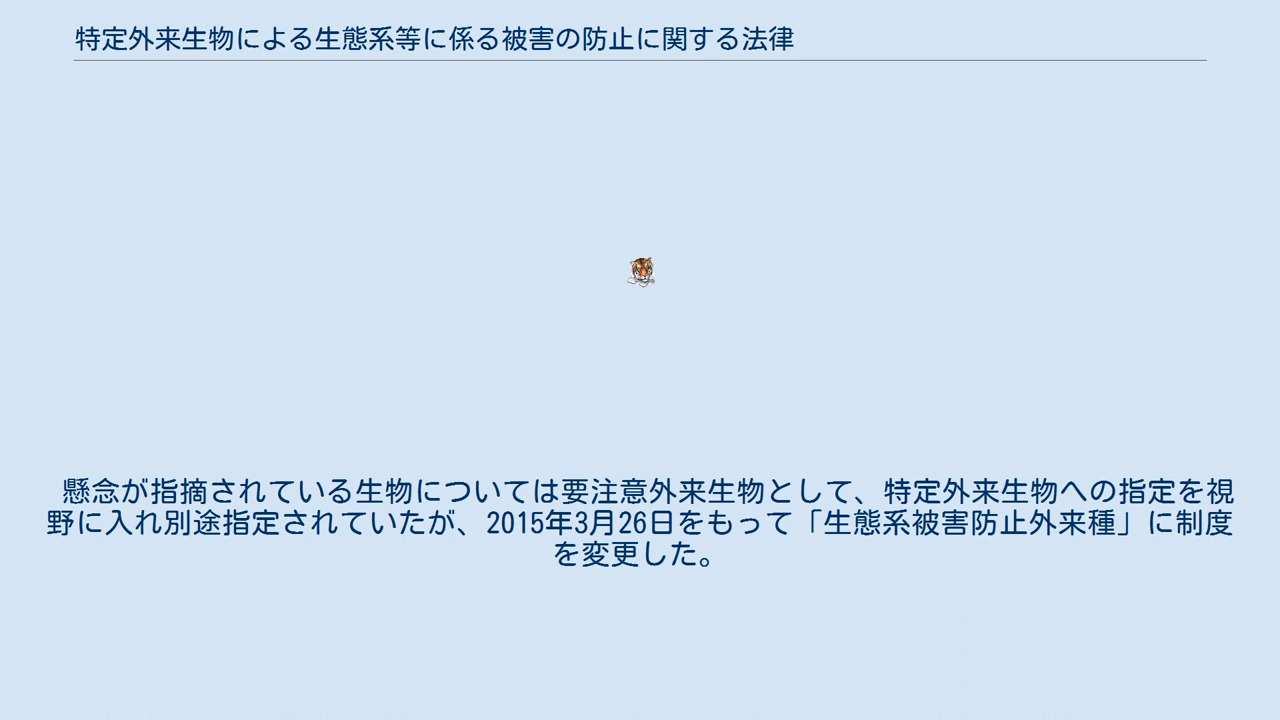 特定外来生物による生態系等に係る被害の防止に関する法律
懸念が指摘されている生物については要注意外来生物として、特定外来生物への指定を視
野に入れ別途指定されていたが、2015年3月26日をもって「生態系被害防止外来種」に制度
を変更した。